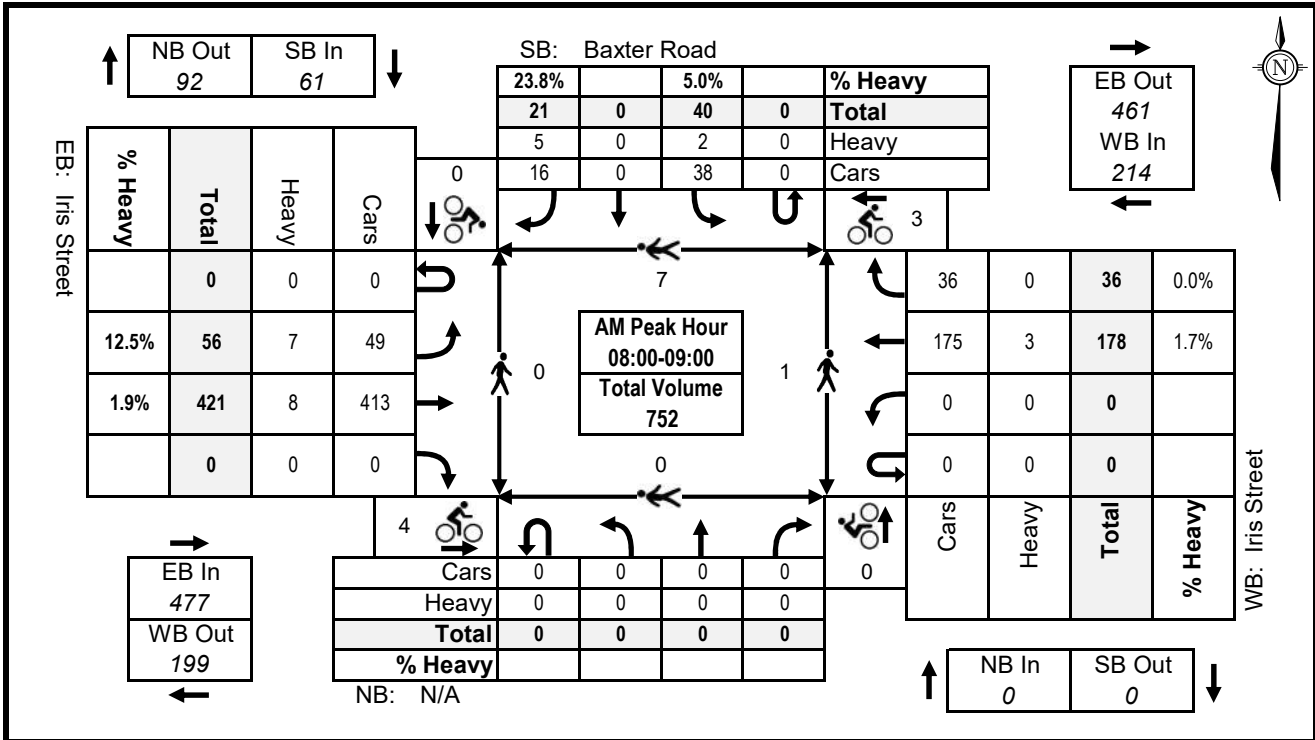 NB Out SB In
92 61
SB: Baxter Road
23.8% 5.0% % Heavy
21 0 40 0 Total
5 0 2 0 Heavy
16 0 38 0 Cars
EB Out
461
WB In
214
N
EB: Iris Street
% Heavy Total Heavy Cars
0
3
0 0 0
12.5% 56 7 49
1.9% 421 8 413
0 0 0
7
0
AM Peak Hour
08:00-09:00
Total Volume
752
1
0
36 0 36 0.0%
175 3 178 1.7%
0 0 0
0 0 0
Cars Heavy Total % Heavy
WB: Iris Street
4
0
EB In
477
WB Out
199
Cars 0 0 0 0
Heavy 0 0 0 0
Total 0 0 0 0
% Heavy
NB: N/A
NB In SB Out
0 0